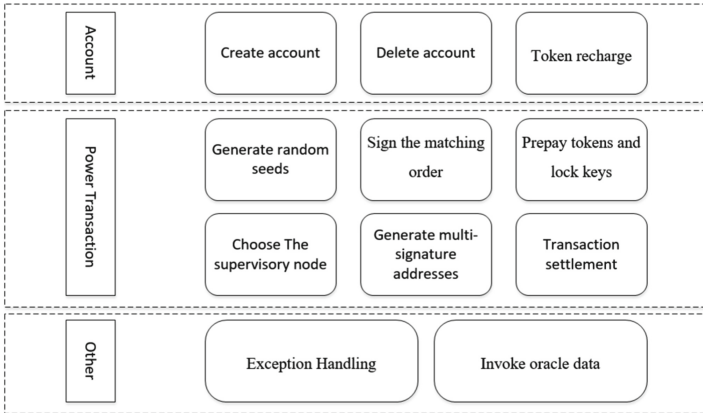 Account
Create account
Delete account
Token recharge
Power Transaction
Generate random
seeds
Sign the matching
order
Prepay tokens and
lock keys
Choose The
supervisory node
Generate multi-
signature
addresses
Transaction
settlement
Other
Exception Handling
Invoke oracle data